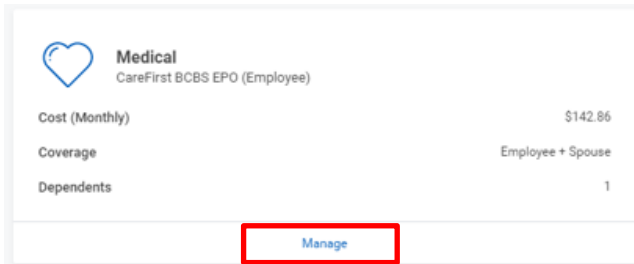 Medical
CareFirst BCBS EPO (Employee)
Cost (Monthly) $142.86
Coverage Employee + Spouse
Dependents 1
Manage